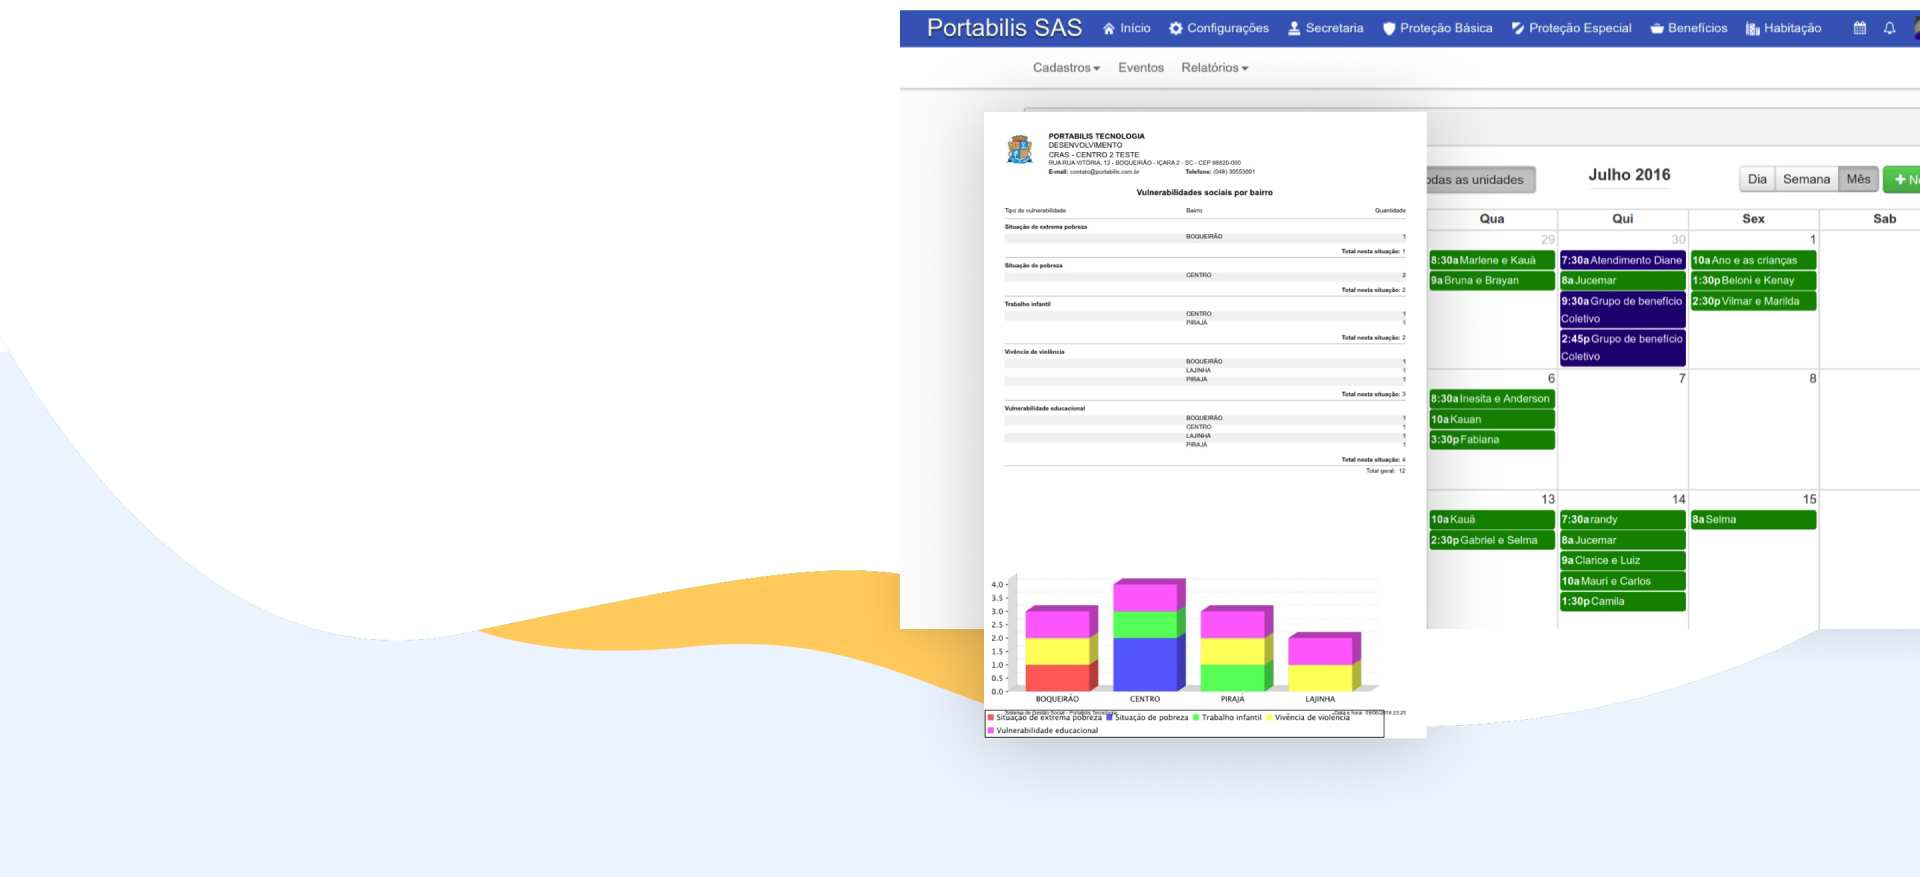 Portabilis SAS Início Configurações Secretaria Proteção Básica Proteção Especial Benefícios Habitação
Cadastros Eventos Relatórios
PORTABILIS TECNOLOGIA
DESENVOLVIMENTO
CRAS - CENTRO 2 TESTE
RUA RUA VITÓRIA, 12 - BOQUEIRÃO - IÇARA 2 - SC - CEP 88820-000
E-mail: contato@portabilis.com.br Telefone: (048) 30553001
Vulnerabilidades sociais por bairro
Tipo de vulnerabilidade Bairro Quantidade
Situação de extrema pobreza
BOQUEIRÃO 1
Total nesta situação: 1
Situação de pobreza
CENTRO 2
Total nesta situação: 2
Trabalho infantil
CENTRO 1
PIRAJÁ 1
Total nesta situação: 2
Vivência de violência
BOQUEIRÃO 1
LAJINHA 1
PIRAJÁ 1
Total nesta situação: 3
Vulnerabilidade educacional
BOQUEIRÃO 1
CENTRO 1
LAJINHA 1
PIRAJÁ 1
Total nesta situação: 4
Total geral: 12
4.0
3.5
3.0
2.5
2.0
1.5
1.0
0.5
0.0
BOQUEIRÃO CENTRO PIRAJÁ LAJINHA
Sistema de Gestão Social - Portabilis Tecnologia
Situação de extrema pobreza Situação de pobreza Trabalho infantil Vivência de violência
Vulnerabilidade educacional
odas as unidades Julho 2016 Dia Semana Mês + No
Qua Qui Sex Sab
29 30 1
8:30a Marlene e Kauã
9a Bruna e Brayan
7:30a Atendimento Diane
8a Jucemar
9:30a Grupo de benefício
Coletivo
2:45p Grupo de benefício
Coletivo
10a Ano e as crianças
1:30p Beloni e Kenay
2:30p Vilmar e Marilda
6 7 8
8:30a Inesita e Anderson
10a Kauan
3:30p Fabiana
13 14 15
10a Kauã
2:30p Gabriel e Selma
7:30a randy
8a Jucemar
9a Clarice e Luiz
10a Mauri e Carlos
1:30p Camila
8a Selma